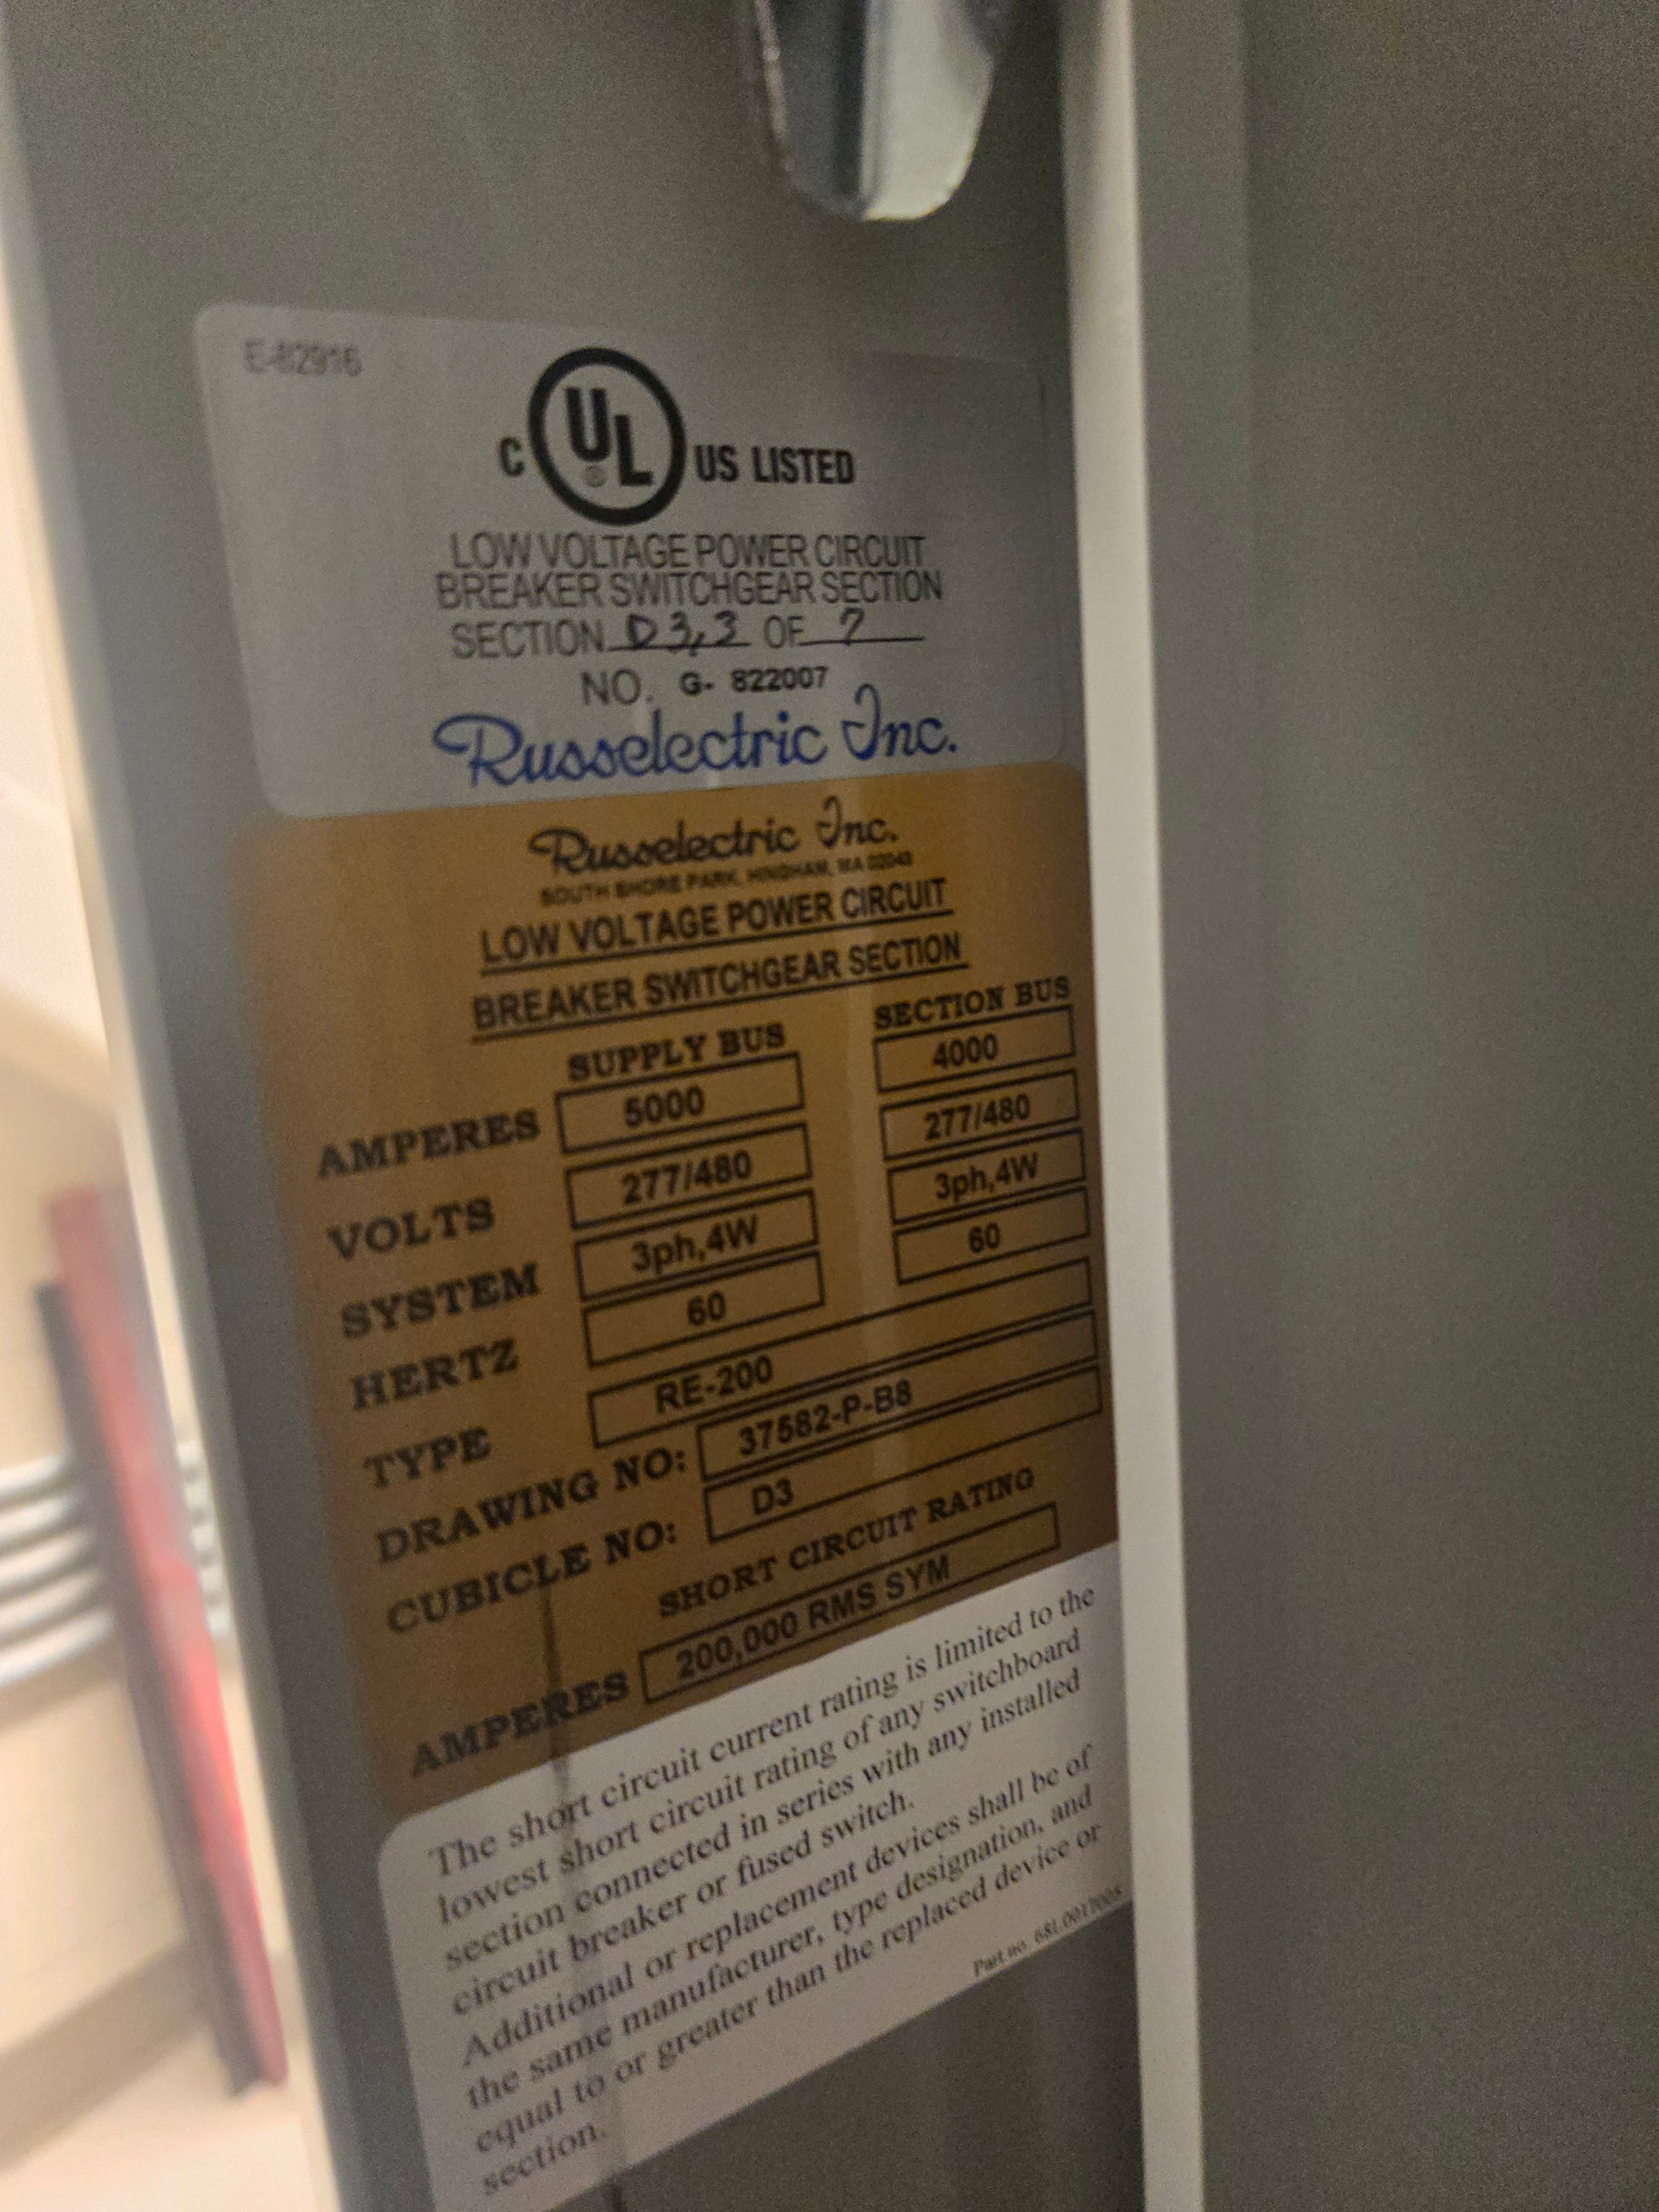 E-82916
C UL ® US LISTED
LOW VOLTAGE POWER CIRCUIT
BREAKER SWITCHGEAR SECTION
SECTION D3,3 OF 7
NO. G- 822007
Russelectric Inc.
Russelectric Inc.
SOUTH SHORE PARK, HINGHAM, MA 02043
LOW VOLTAGE POWER CIRCUIT
BREAKER SWITCHGEAR SECTION
SUPPLY BUS SECTION BUS
AMPERES 5000 4000
VOLTS 277/480 277/480
SYSTEM 3ph,4W 3ph,4W
HERTZ 60 60
TYPE RE-200
DRAWING NO: 37582-P-B8
CUBICLE NO: D3
SHORT CIRCUIT RATING
AMPERES 200,000 RMS SYM
The short circuit current rating is limited to the
lowest short circuit rating of any switchboard
section connected in series with any installed
circuit breaker or fused switch.
Additional or replacement devices shall be of
the same manufacturer, type designation, and
equal to or greater than the replaced device or
section.
Part.no.